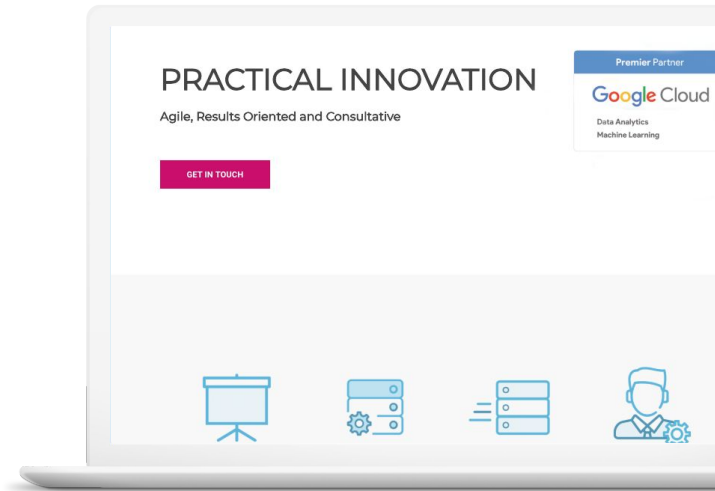 PRACTICAL INNOVATION
Agile, Results Oriented and Consultative
GET IN TOUCH
Premier Partner
Google Cloud
Data Analytics
Machine Learning